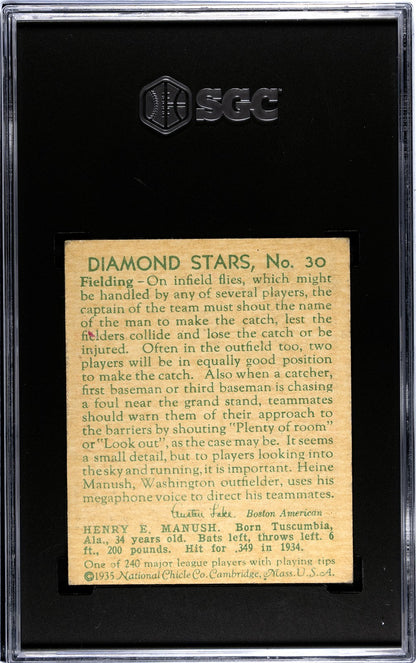 SGC
DIAMOND STARS, No. 30
Fielding—On infield flies, which might
be handled by any of several players, the
captain of the team must shout the name
of the man to make the catch, lest the
fielders collide and lose the catch or be
injured. Often in the outfield too, two
players will be in equally good position
to make the catch. Also when a catcher,
first baseman or third baseman is chasing
a foul near the grand stand, teammates
should warn them of their approach to
the barriers by shouting "Plenty of room"
or "Look out", as the case may be. It seems
a small detail, but to players looking into
the sky and running, it is important. Heine
Manush, Washington outfielder, uses his
megaphone voice to direct his teammates.
Austen Lake Boston American
HENRY E. MANUSH. Born Tuscumbia,
Ala., 34 years old. Bats left, throws left. 6
ft., 200 pounds. Hit for .349 in 1934.
One of 240 major league players with playing tips
©1935 National Chicle Co. Cambridge, Mass. U.S.A.